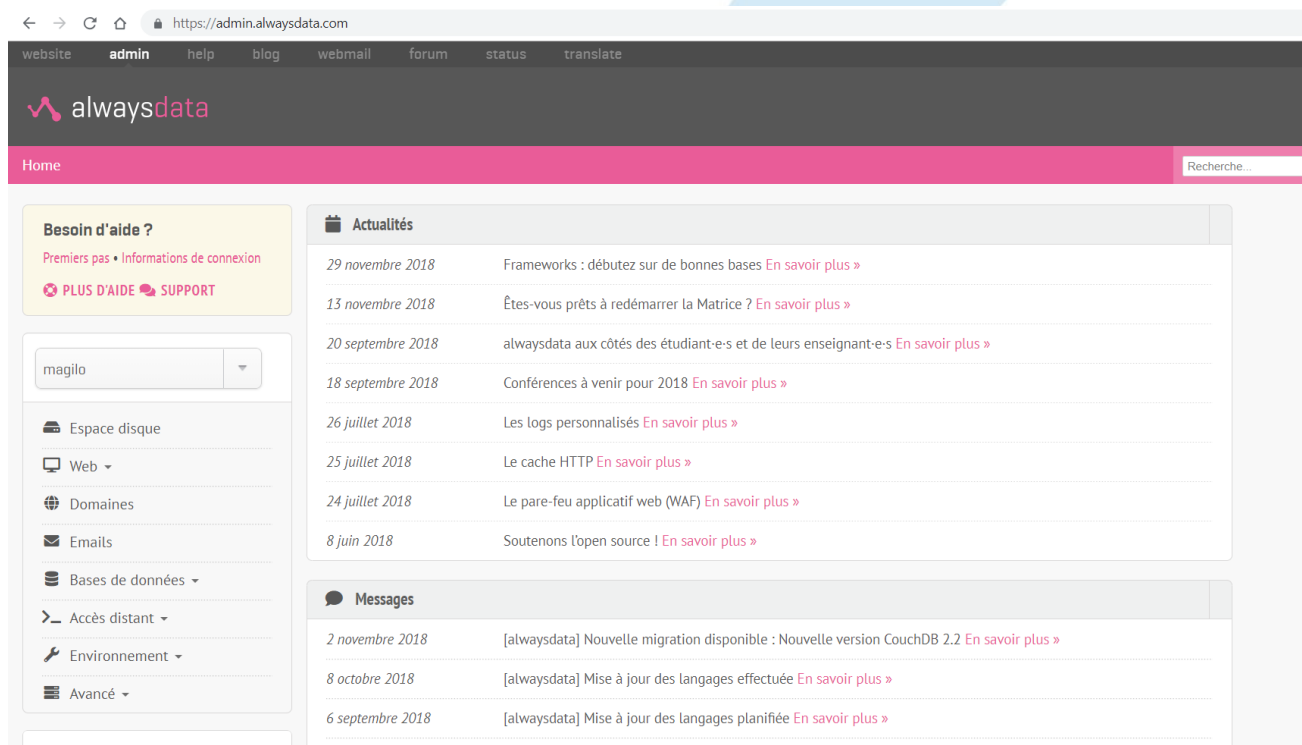 https://admin.alwaysdata.com
website admin help blog webmail forum status translate
alwaysdata
Home
Recherche...
Besoin d'aide ?
Premiers pas • Informations de connexion
PLUS D'AIDE SUPPORT
magilo
Espace disque
Web
Domaines
Emails
Bases de données
Accès distant
Environnement
Avancé
Actualités
29 novembre 2018 Frameworks : débutez sur de bonnes bases En savoir plus »
13 novembre 2018 Êtes-vous prêts à redémarrer la Matrice ? En savoir plus »
20 septembre 2018 alwaysdata aux côtés des étudiant·e·s et de leurs enseignant·e·s En savoir plus »
18 septembre 2018 Conférences à venir pour 2018 En savoir plus »
26 juillet 2018 Les logs personnalisés En savoir plus »
25 juillet 2018 Le cache HTTP En savoir plus »
24 juillet 2018 Le pare-feu applicatif web (WAF) En savoir plus »
8 juin 2018 Soutenons l'open source ! En savoir plus »
Messages
2 novembre 2018 [alwaysdata] Nouvelle migration disponible : Nouvelle version CouchDB 2.2 En savoir plus »
8 octobre 2018 [alwaysdata] Mise à jour des langages effectuée En savoir plus »
6 septembre 2018 [alwaysdata] Mise à jour des langages planifiée En savoir plus »